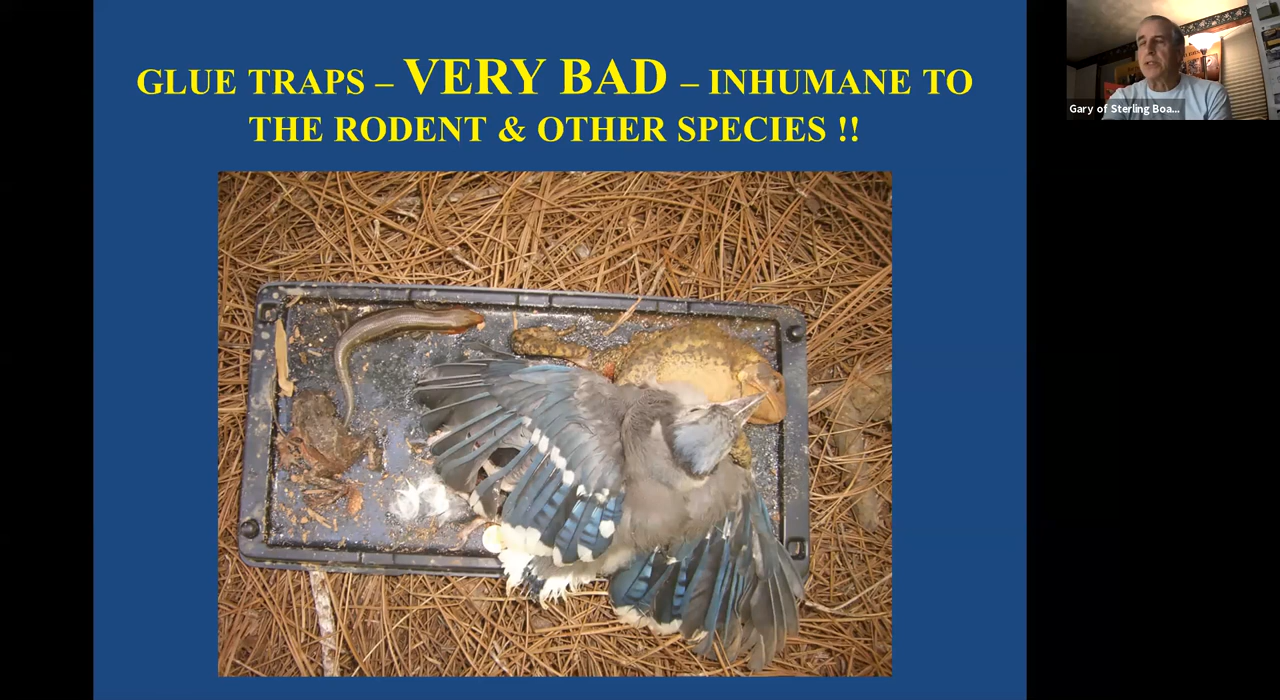 GLUE TRAPS – VERY BAD – INHUMANE TO
THE RODENT & OTHER SPECIES !!
Gary of Sterling Boa...